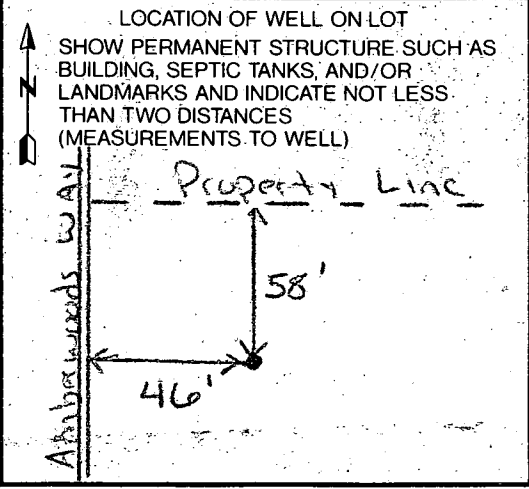 LOCATION OF WELL ON LOT
SHOW PERMANENT STRUCTURE SUCH AS
BUILDING, SEPTIC TANKS, AND/OR
LANDMARKS AND INDICATE NOT LESS
THAN TWO DISTANCES
(MEASUREMENTS TO WELL)
N
Property Line
58'
46'
Amberwoods WAY